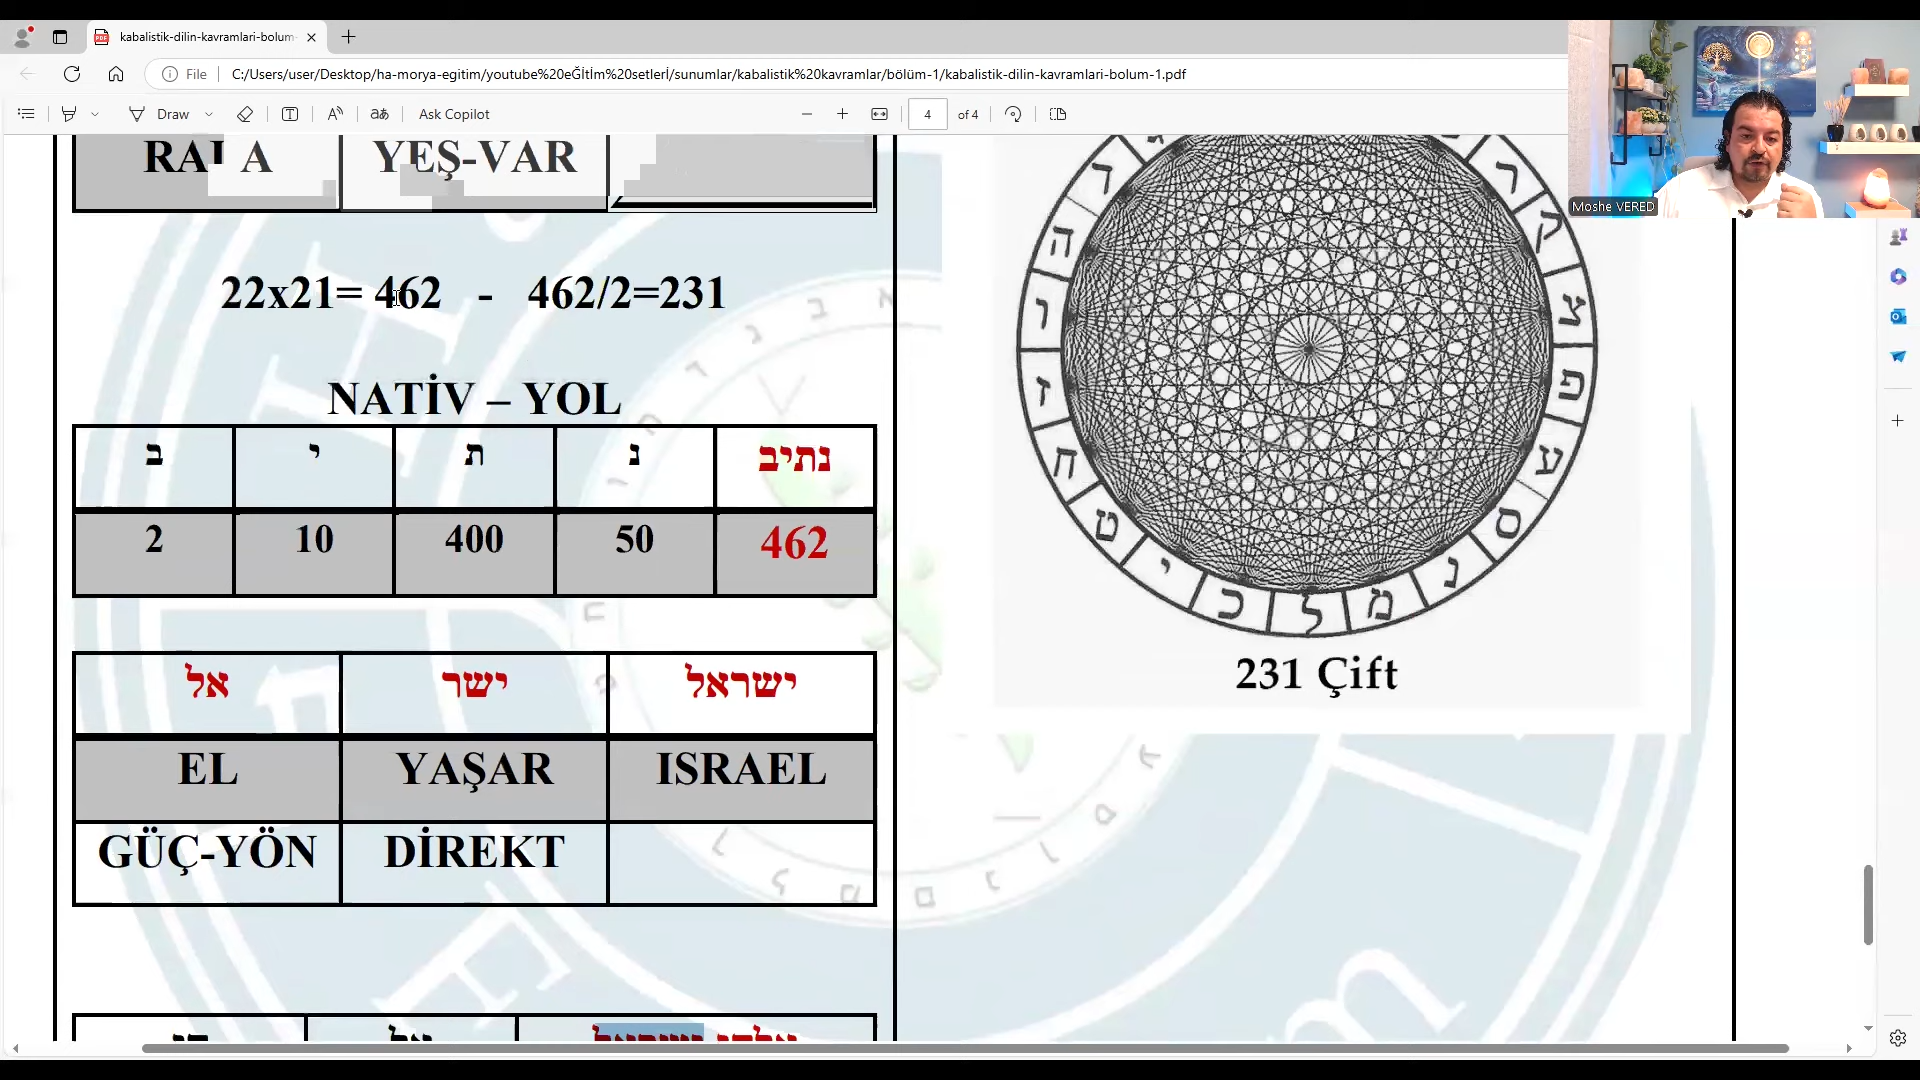 kabalistik-dilin-kavramlari-bolum-
File
C:/Users/user/Desktop/ha-morya-egitim/youtube%20eĞİTİm%20setlerİ/sunumlar/kabalistik%20kavramlar/bölüm-1/kabalistik-dilin-kavramlari-bolum-1.pdf
Draw
Ask Copilot
4 of 4
Moshe VERED
YEŞ-VAR
22x21= 462 - 462/2=231
NATİV – YOL
נתיב נ ת י ב
2 10 400 50 462
ישראל ישר אל
EL YAŞAR ISRAEL
GÜÇ-YÖN DİREKT
ד ה ו ז ח ט י כ ל מ נ ס ע פ צ ק ר
231 Çift